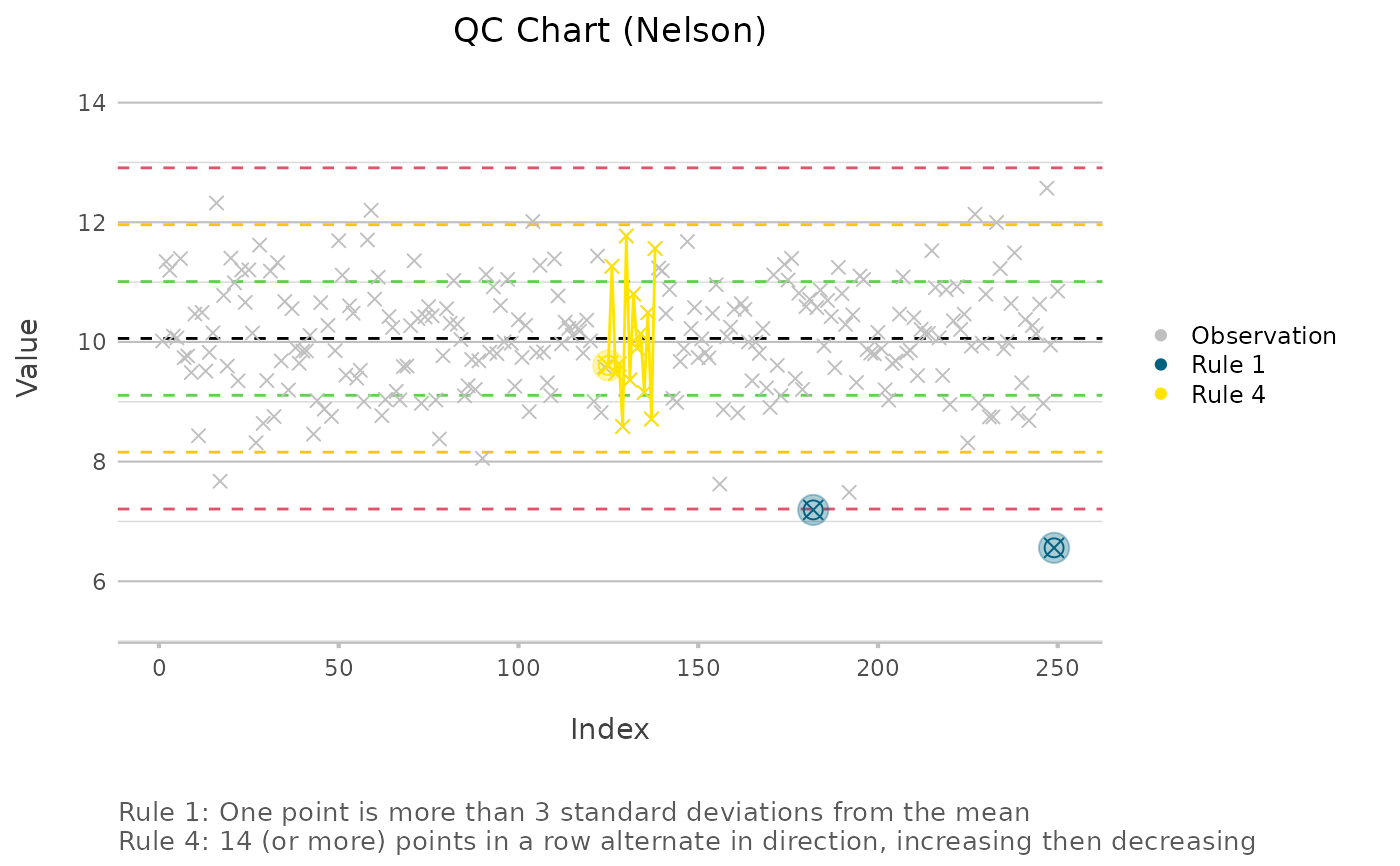 QC Chart (Nelson)
14
12
10
8
6
Value
0 50 100 150 200 250
Index
Observation
Rule 1
Rule 4
Rule 1: One point is more than 3 standard deviations from the mean
Rule 4: 14 (or more) points in a row alternate in direction, increasing then decreasing